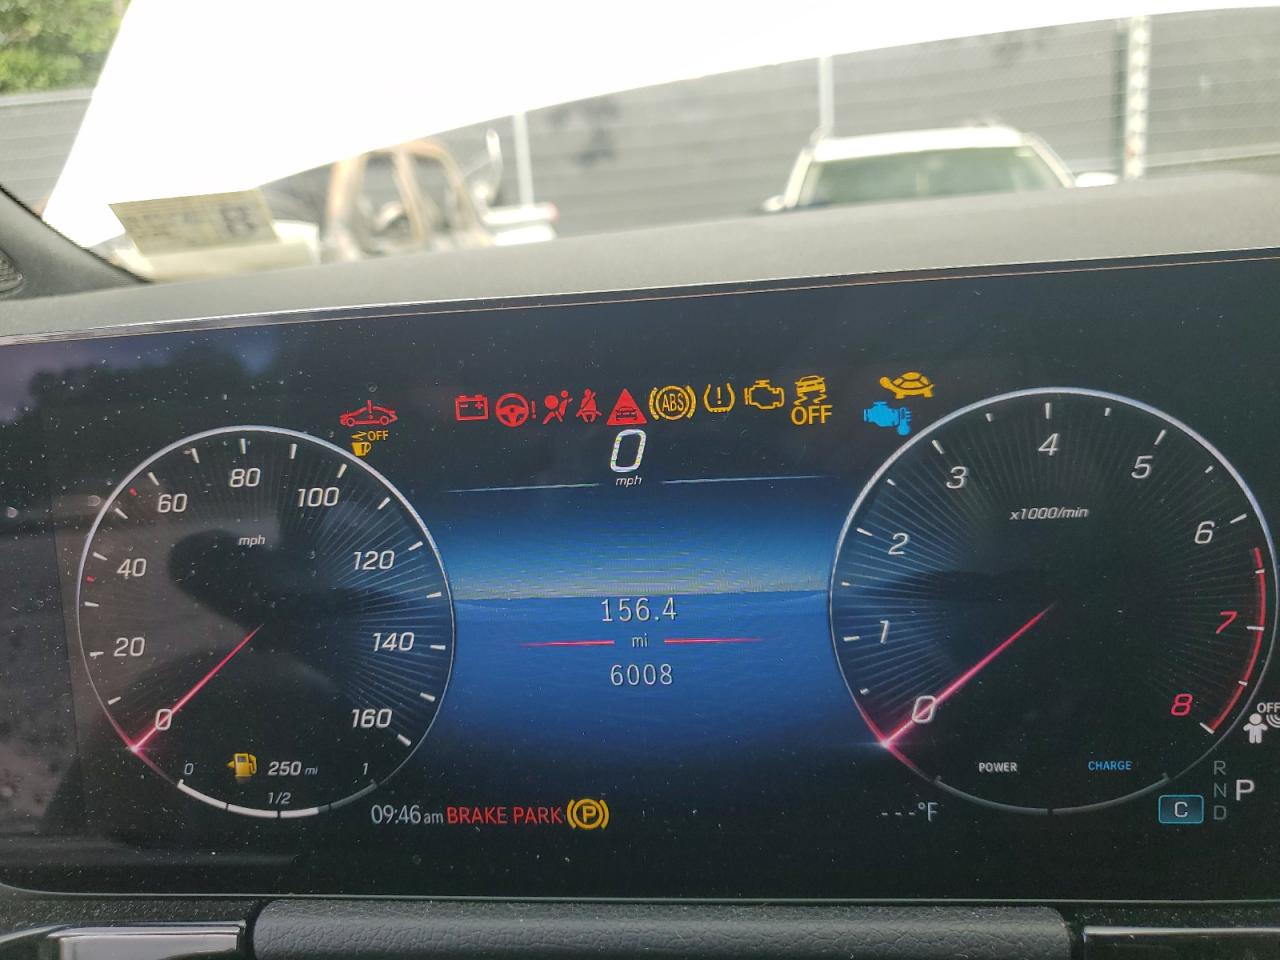 OFF
ABS
OFF
0
mph
0
20
40
60
80
100
120
140
160
mph
0
250 mi
1
1/2
156.4
mi
6008
0
1
2
3
4
5
6
7
8
x1000/min
POWER
CHARGE
OFF
09:46am BRAKE PARK P
---°F
C
R
N
D
P